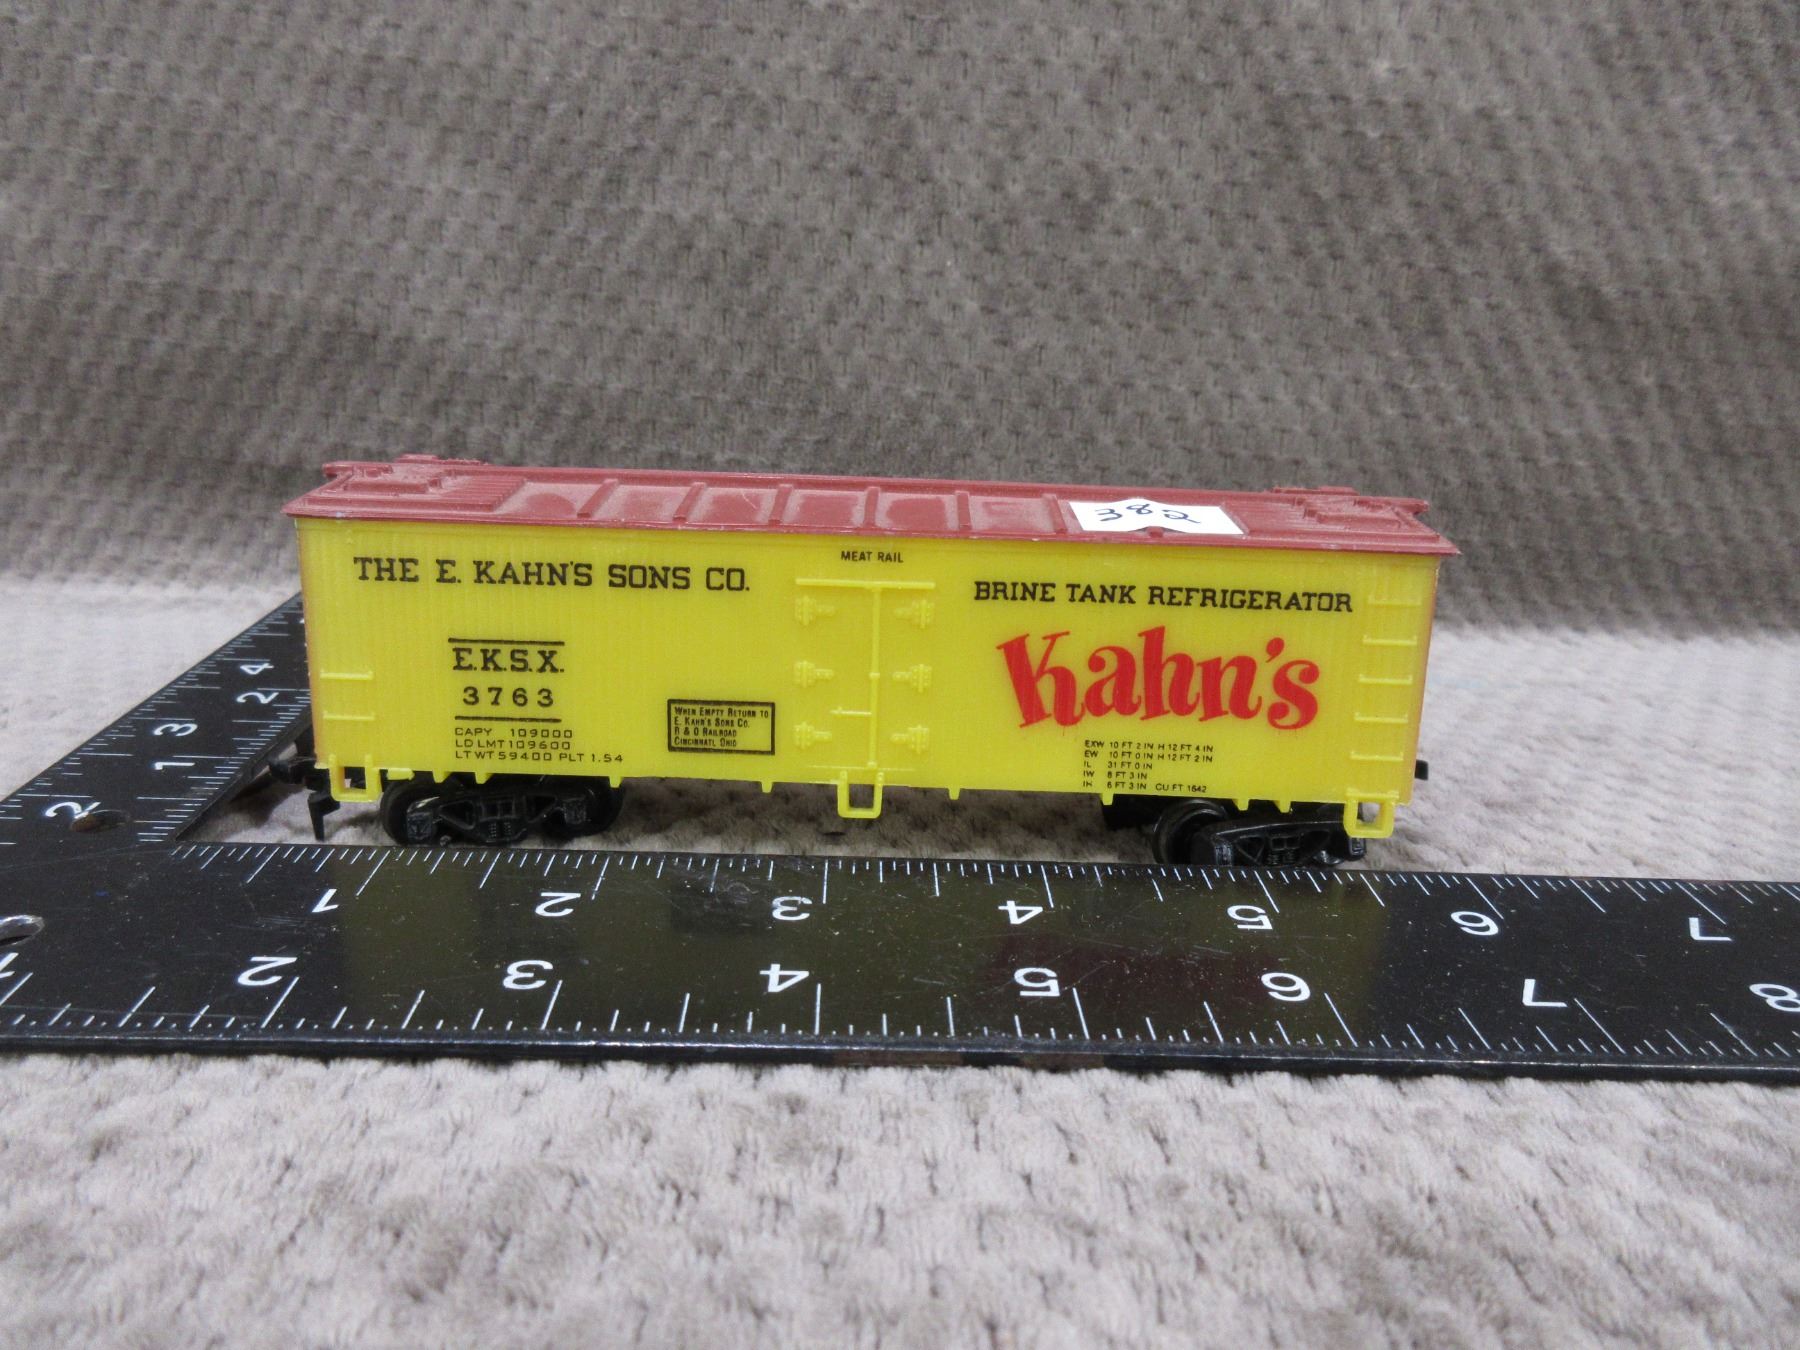 382
MEAT RAIL
THE E. KAHN'S SONS CO.
BRINE TANK REFRIGERATOR
E.K.S.X.
3763
Kahn's
CAPY 109000
LD LMT 109600
LT WT 59400 PLT 1.54
WHEN EMPTY RETURN TO
E. KAHN'S SONS CO.
B & O RAILROAD
CINCINNATI, OHIO
EXW 10 FT 2 IN H 12 FT 4 IN
EW 10 FT 0 IN H 12 FT 2 IN
IL 31 FT 0 IN
IW 8 FT 3 IN
IH 6 FT 3 IN CU FT 1642
4
2
3
1
2
1 2 3 4 5 6 7
1 2 3 4 5 6 7 8